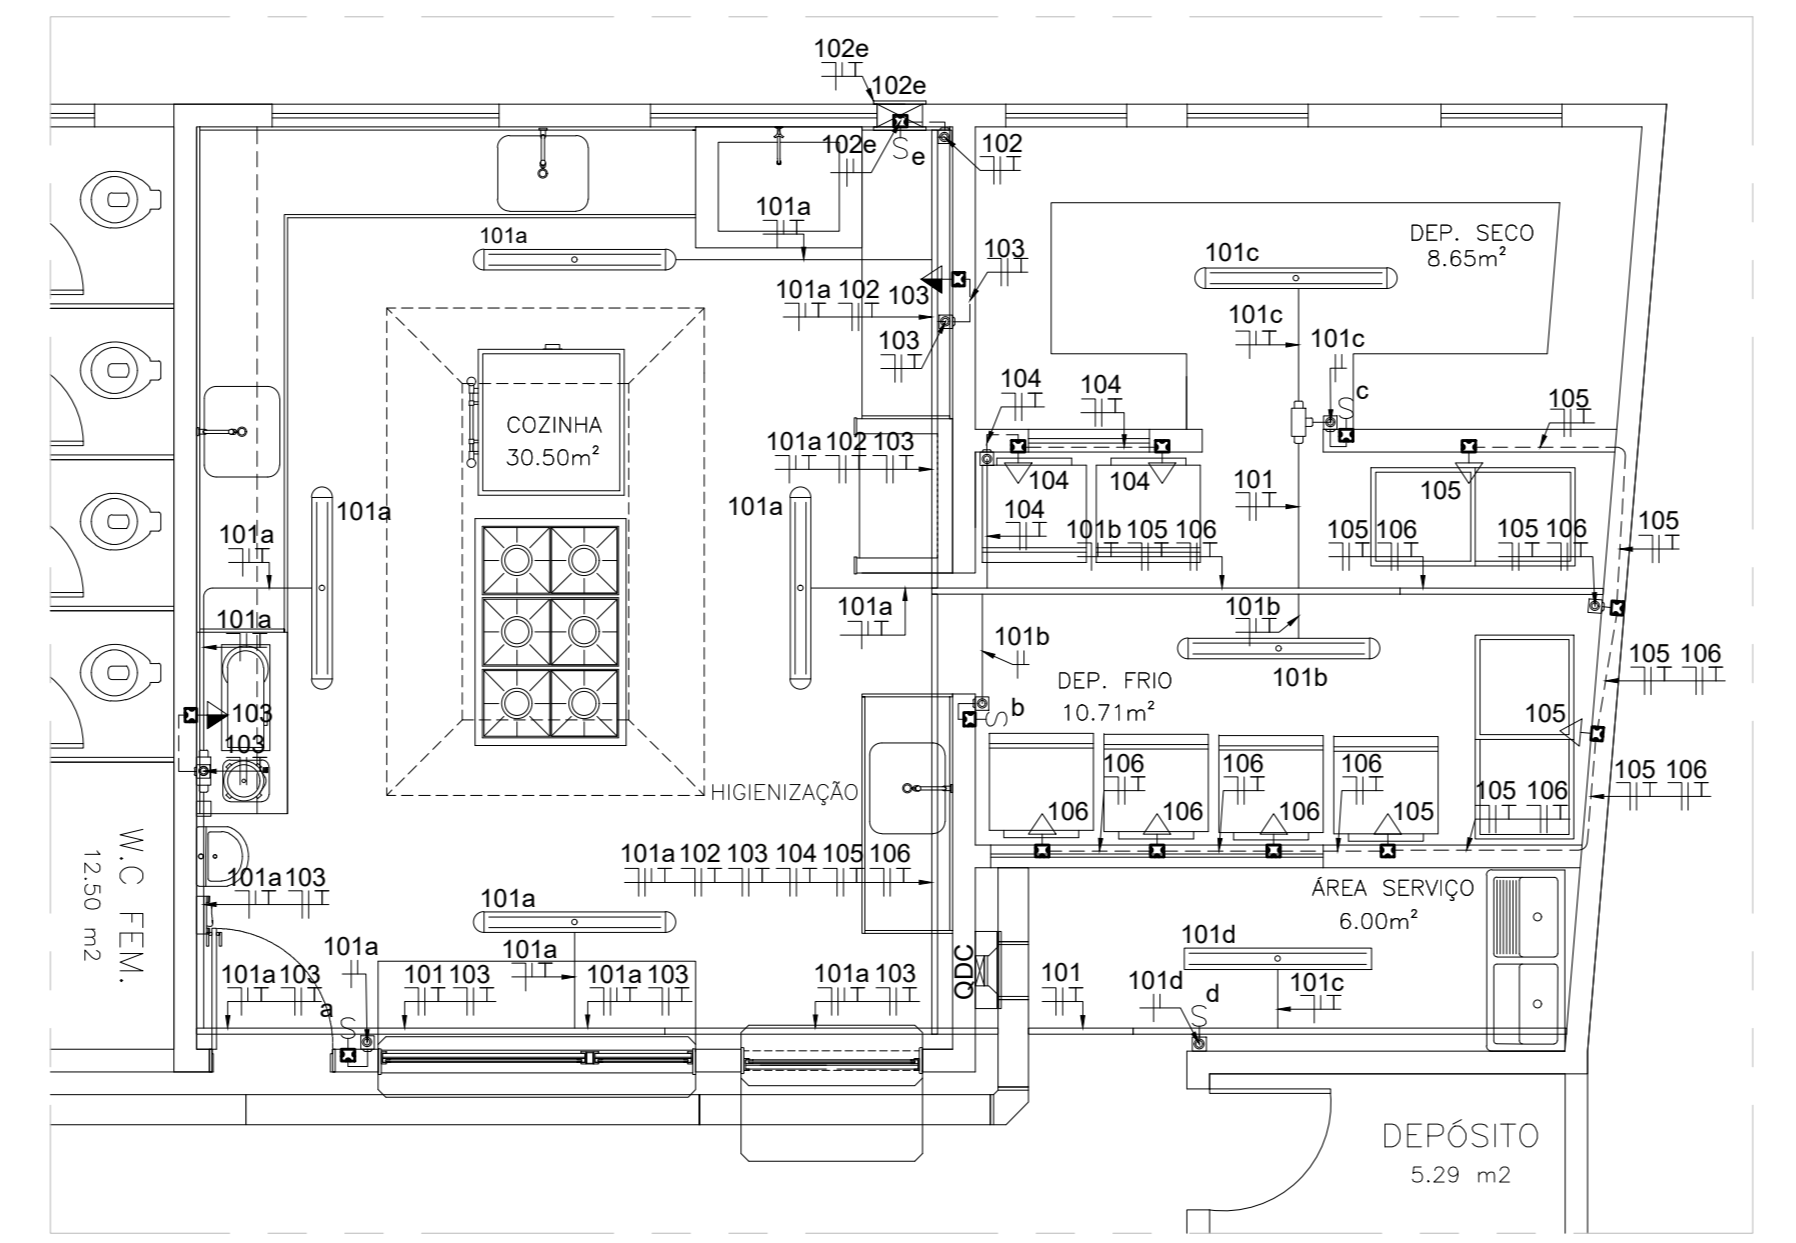 102e
102e
102e
S e
102
101a
101a
103
101a 102 103
103
DEP. SECO
8.65m²
101c
101c
101c
S c
104
104
105
COZINHA
30.50m²
101a 102 103
104
104
105
101a
101a
104
101b 105 106
101
105 106
105 106
105
101a
101a
101a
101b
101b
101b
DEP. FRIO
10.71m²
S b
105 106
103
103
105
HIGIENIZAÇÃO
106
106
106
105 106
105 106
106
106
106
105
W.C FEM.
12.50 m2
101a 102 103 104 105 106
101a 103
101a
ÁREA SERVIÇO
6.00m²
101a
101a
101d
QDC
101a 103
101 103
101a 103
101a 103
101
101d
S d
101c
S a
DEPÓSITO
5.29 m2